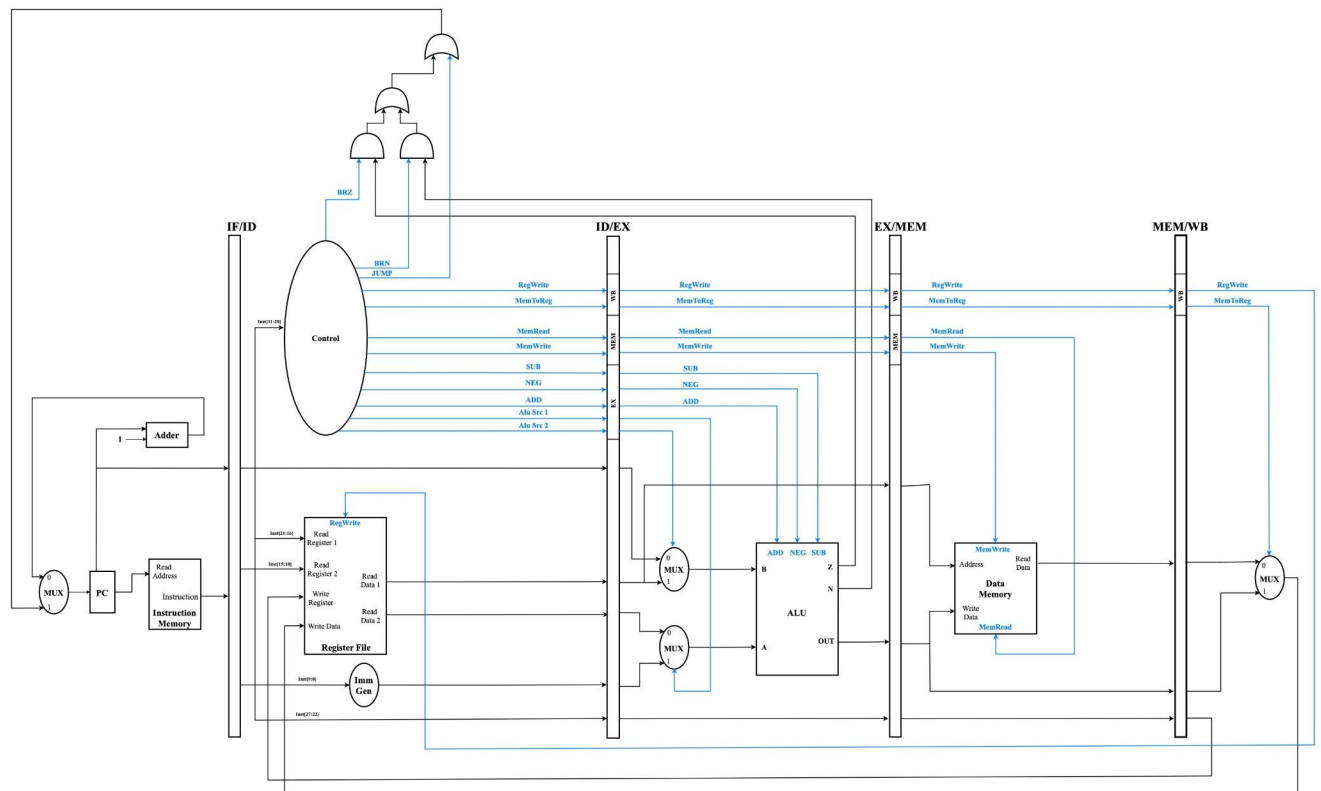 BRZ
IF/ID
ID/EX
EX/MEM
MEM/WB
BRN
JUMP
RegWrite
RegWrite
RegWrite
RegWrite
WB
WB
WB
MemToReg
MemToReg
MemToReg
MemToReg
Inst[31:28]
Control
MemRead
MemRead
MemRead
MEM
MEM
MemWrite
MemWrite
MemWrite
SUB
SUB
NEG
NEG
ADD
ADD
EX
Alu Src 1
Alu Src 2
Adder
1
RegWrite
Inst[21:16]
Read
Register 1
Inst[15:10]
Read
Register 2
Write
Register
Write Data
Read
Data 1
Read
Data 2
Register File
0
MUX
1
PC
Read
Address
Instruction
Instruction
Memory
0
MUX
1
0
MUX
1
ADD NEG SUB
B
Z
N
ALU
OUT
A
MemWrite
Address
Read
Data
Data
Memory
Write
Data
MemRead
0
MUX
1
Inst[9:0]
Imm
Gen
Inst[27:22]